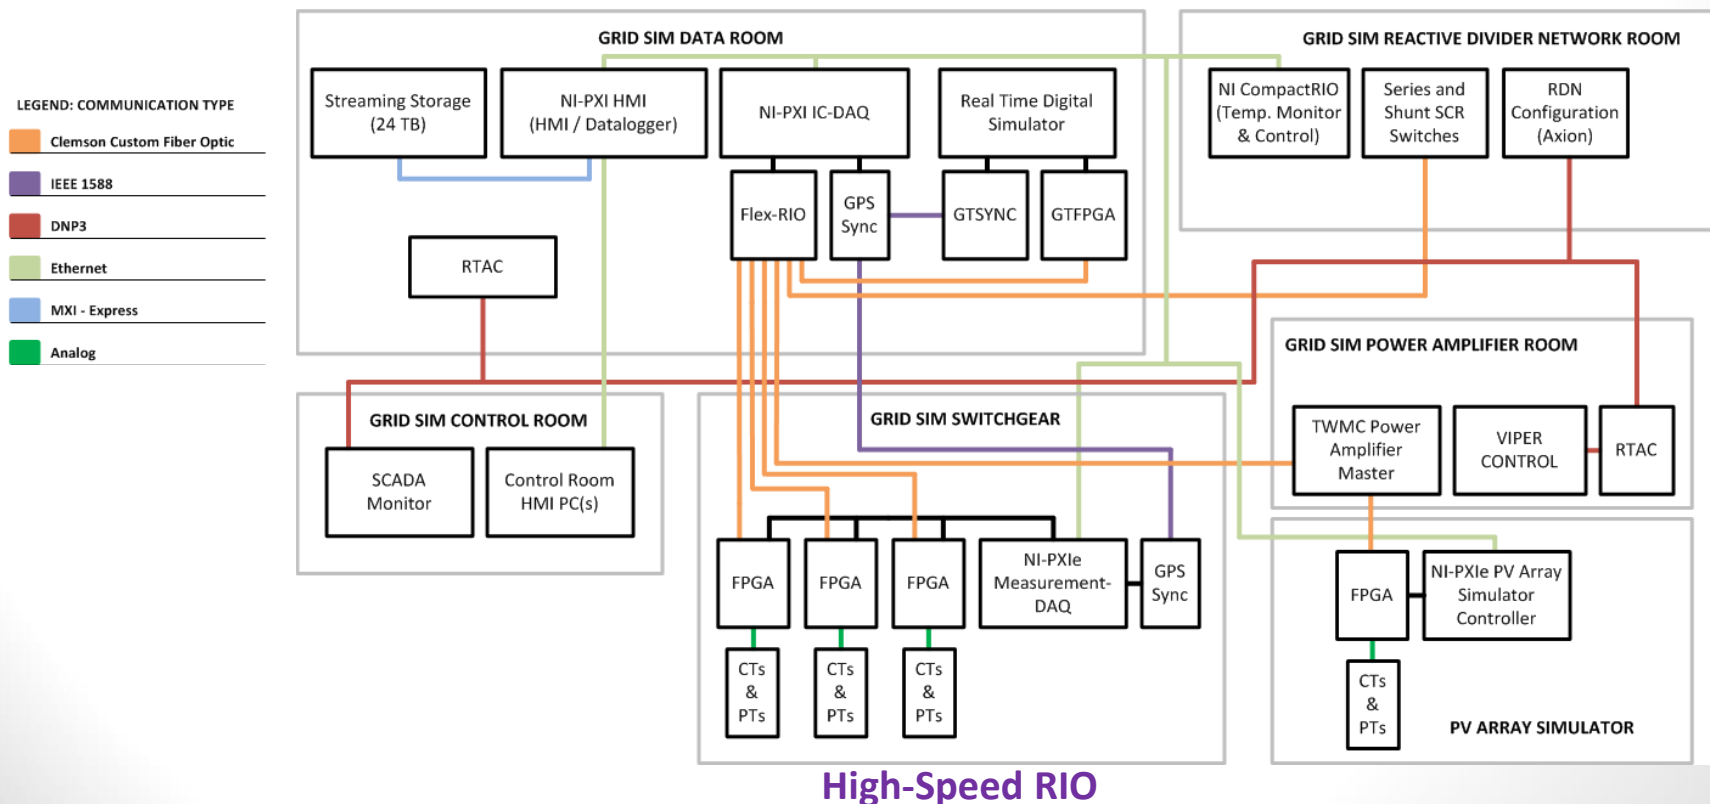 LEGEND: COMMUNICATION TYPE
Clemson Custom Fiber Optic
IEEE 1588
DNP3
Ethernet
MXI - Express
Analog
GRID SIM DATA ROOM
Streaming Storage
(24 TB)
NI-PXI HMI
(HMI / Datalogger)
NI-PXI IC-DAQ
Real Time Digital
Simulator
Flex-RIO
GPS
Sync
GTSYNC
GTFPGA
RTAC
GRID SIM REACTIVE DIVIDER NETWORK ROOM
NI CompactRIO
(Temp. Monitor
& Control)
Series and
Shunt SCR
Switches
RDN
Configuration
(Axion)
GRID SIM CONTROL ROOM
SCADA
Monitor
Control Room
HMI PC(s)
GRID SIM SWITCHGEAR
FPGA
FPGA
FPGA
NI-PXIe
Measurement-
DAQ
GPS
Sync
CTs
&
PTs
CTs
&
PTs
CTs
&
PTs
GRID SIM POWER AMPLIFIER ROOM
TWMC Power
Amplifier
Master
VIPER
CONTROL
RTAC
FPGA
NI-PXIe PV Array
Simulator
Controller
CTs
&
PTs
PV ARRAY SIMULATOR
High-Speed RIO